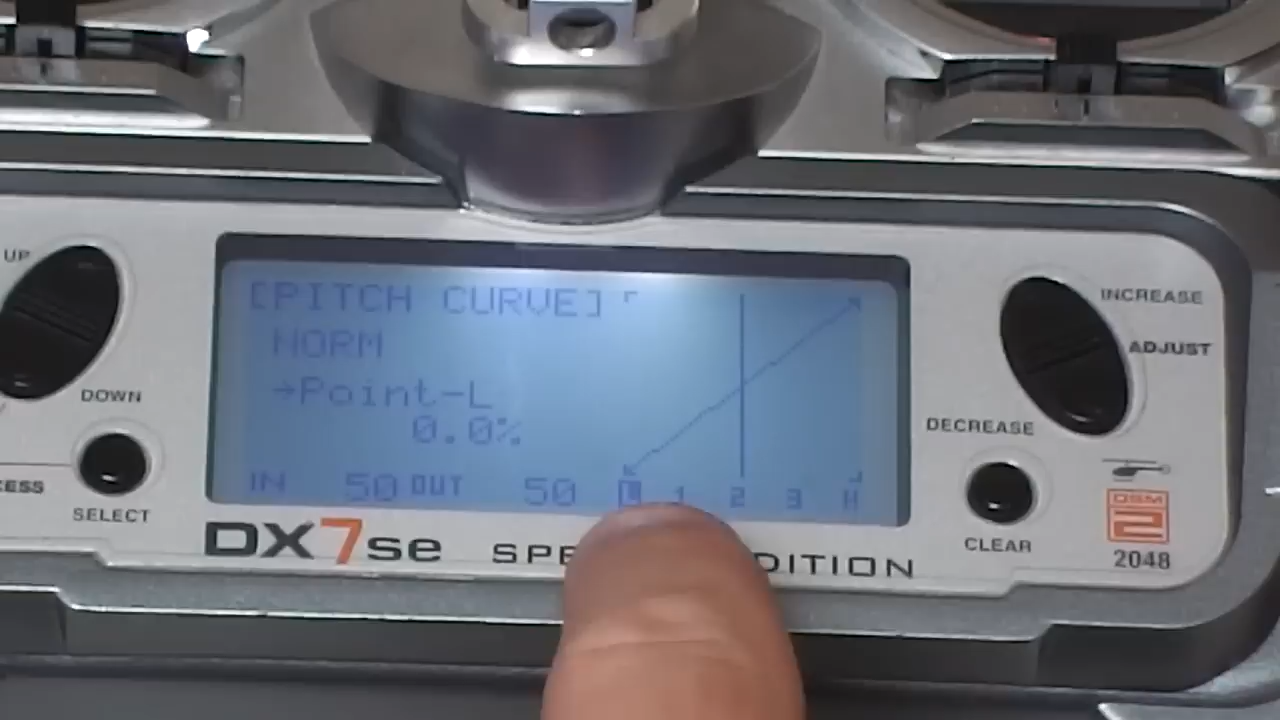 UP
DOWN
CESS
SELECT
[PITCH CURVE]
NORM
→Point-L
0.0%
IN 50 OUT 50 L 1 2 3 H
INCREASE
ADJUST
DECREASE
CLEAR
DSM
2
2048
DX7se SPE DITION